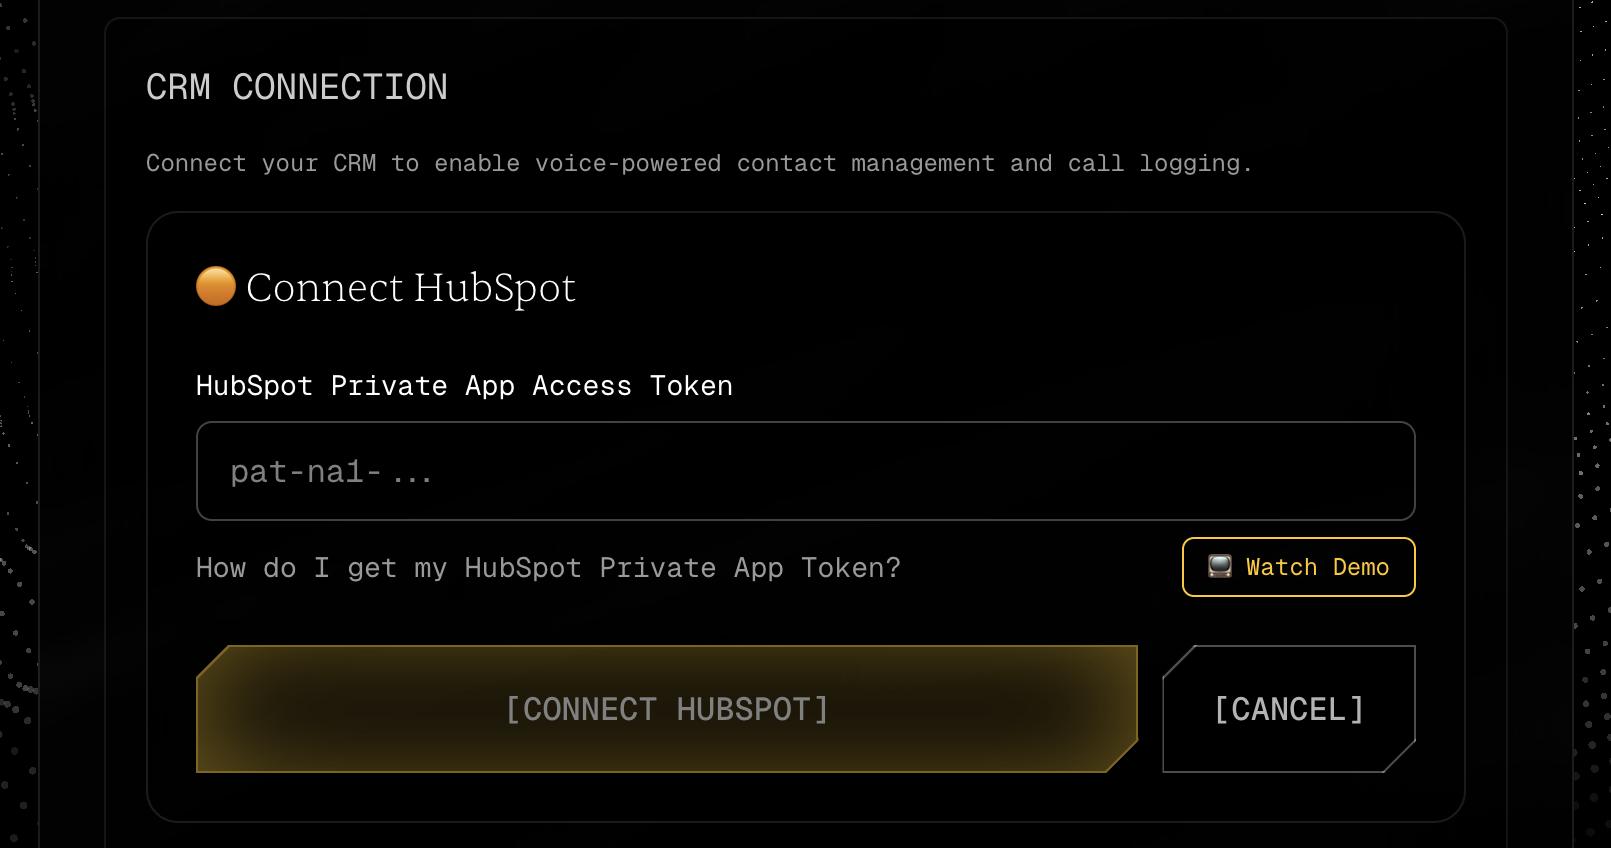 CRM CONNECTION
Connect your CRM to enable voice-powered contact management and call logging.
Connect HubSpot
HubSpot Private App Access Token
pat-na1-...
How do I get my HubSpot Private App Token?
Watch Demo
[CONNECT HUBSPOT]
[CANCEL]